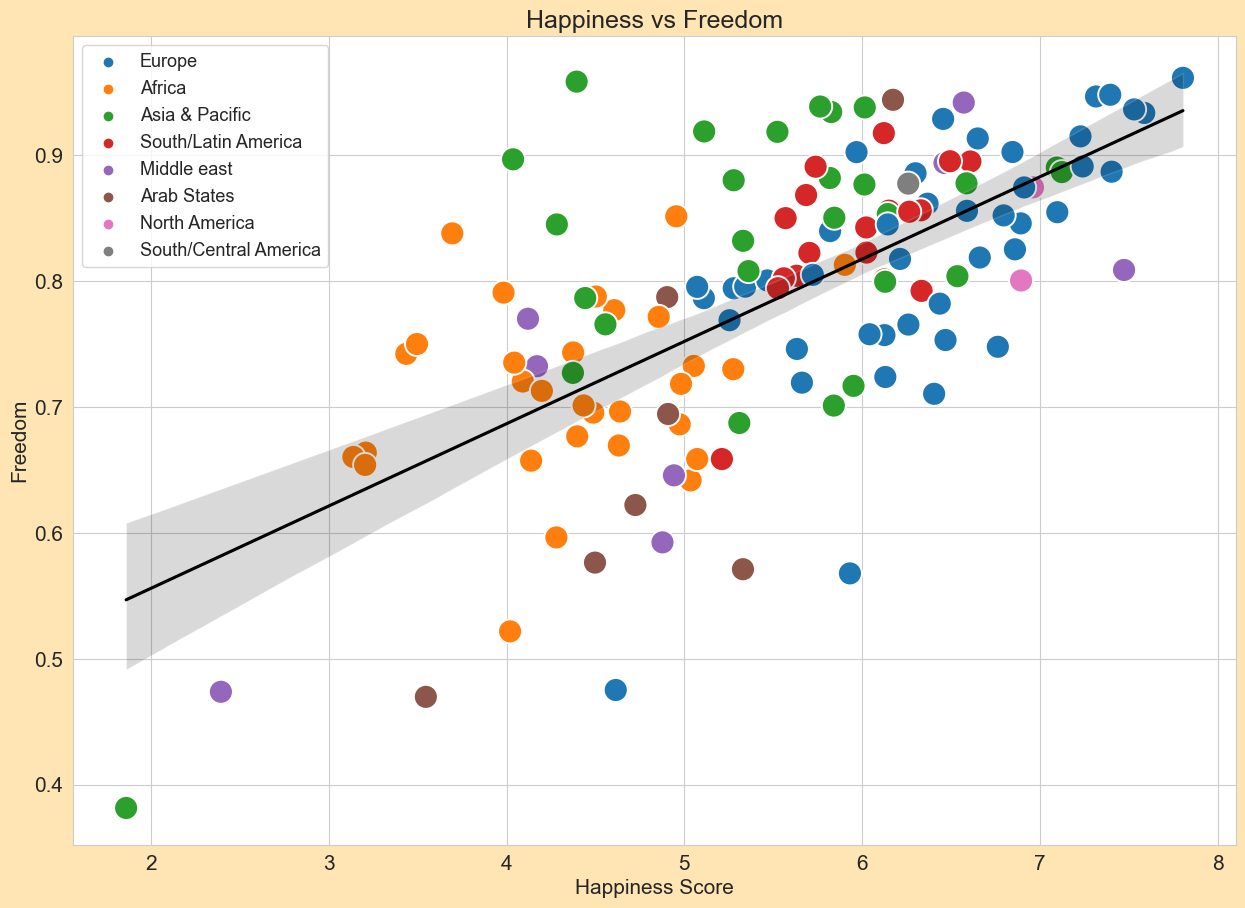 Happiness vs Freedom
Europe
Africa
Asia & Pacific
South/Latin America
Middle east
Arab States
North America
South/Central America
Freedom
0.9
0.8
0.7
0.6
0.5
0.4
2 3 4 5 6 7 8
Happiness Score